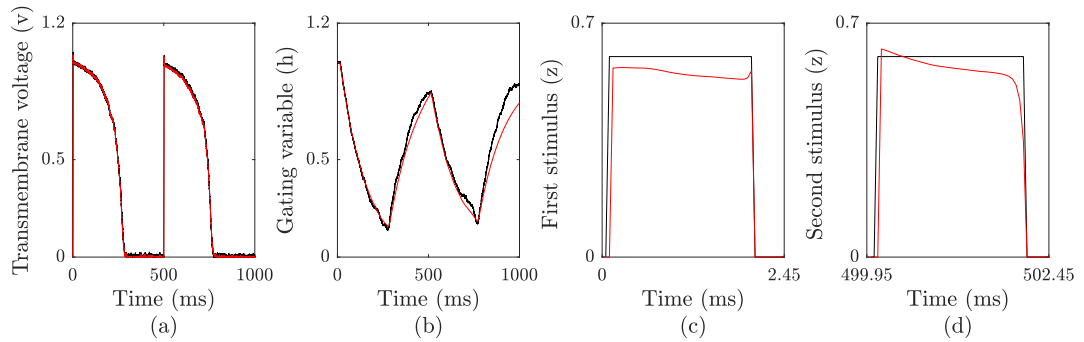 Transmembrane voltage (v)
1.2
0.5
0
0
500
1000
Time (ms)
(a)
Gating variable (h)
1.2
0.5
0
0
500
1000
Time (ms)
(b)
First stimulus (z)
0.7
0
0
2.45
Time (ms)
(c)
Second stimulus (z)
0.7
0
499.95
502.45
Time (ms)
(d)